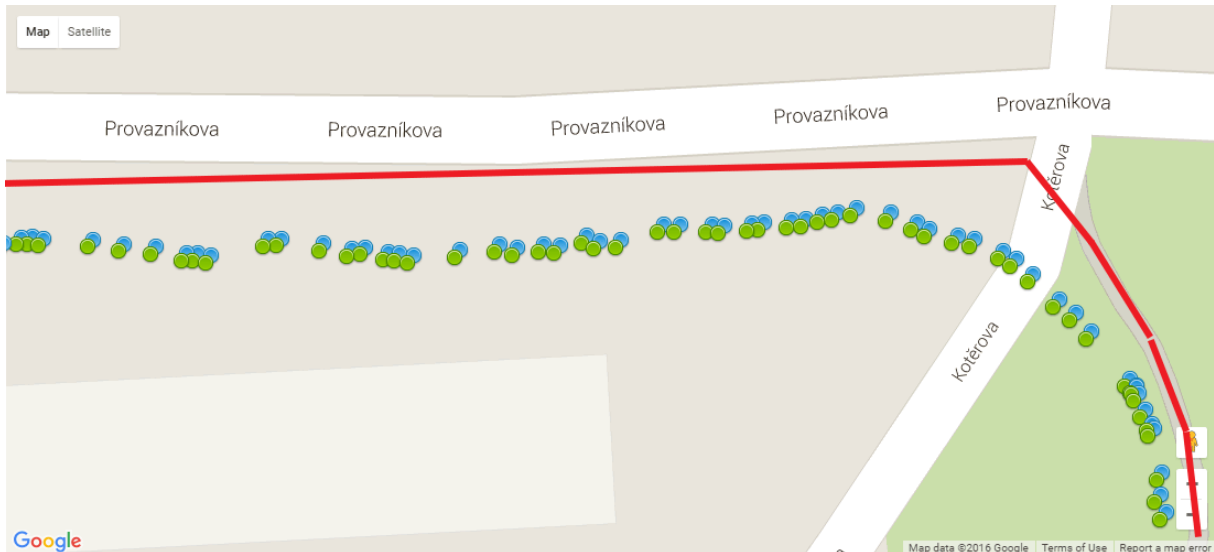 Map Satellite
Provazníkova Provazníkova Provazníkova Provazníkova Provazníkova
Kotěrova
Kotěrova
Google
Map data ©2016 Google Terms of Use Report a map error